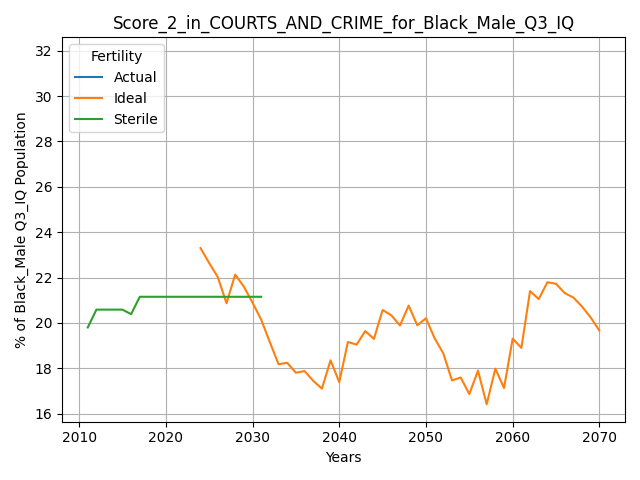 Score_2_in_COURTS_AND_CRIME_for_Black_Male_Q3_IQ
Fertility
Actual
Ideal
Sterile
% of Black_Male Q3_IQ Population
32
30
28
26
24
22
20
18
16
2010 2020 2030 2040 2050 2060 2070
Years